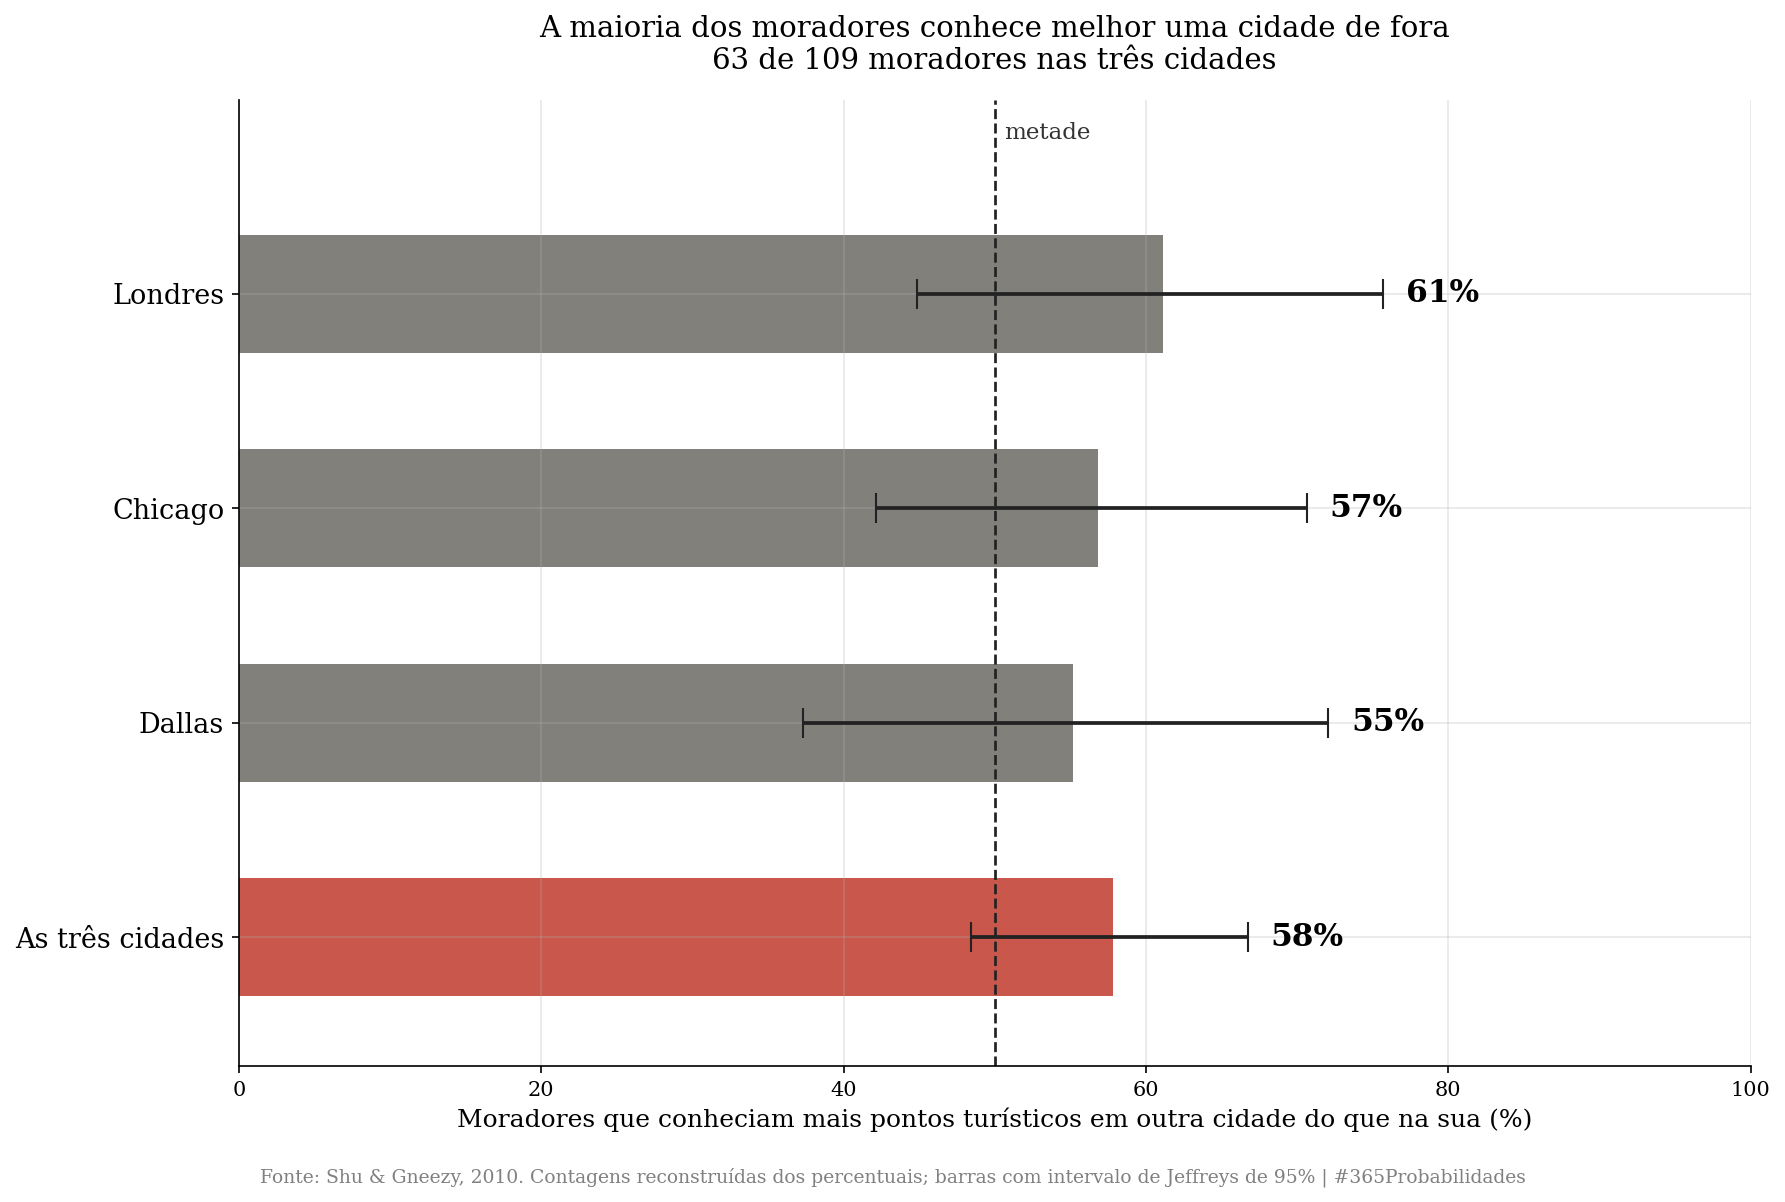 A maioria dos moradores conhece melhor uma cidade de fora
63 de 109 moradores nas três cidades
metade
Londres
61%
Chicago
57%
Dallas
55%
As três cidades
58%
0 20 40 60 80 100
Moradores que conheciam mais pontos turísticos em outra cidade do que na sua (%)
Fonte: Shu & Gneezy, 2010. Contagens reconstruídas dos percentuais; barras com intervalo de Jeffreys de 95% | #365Probabilidades